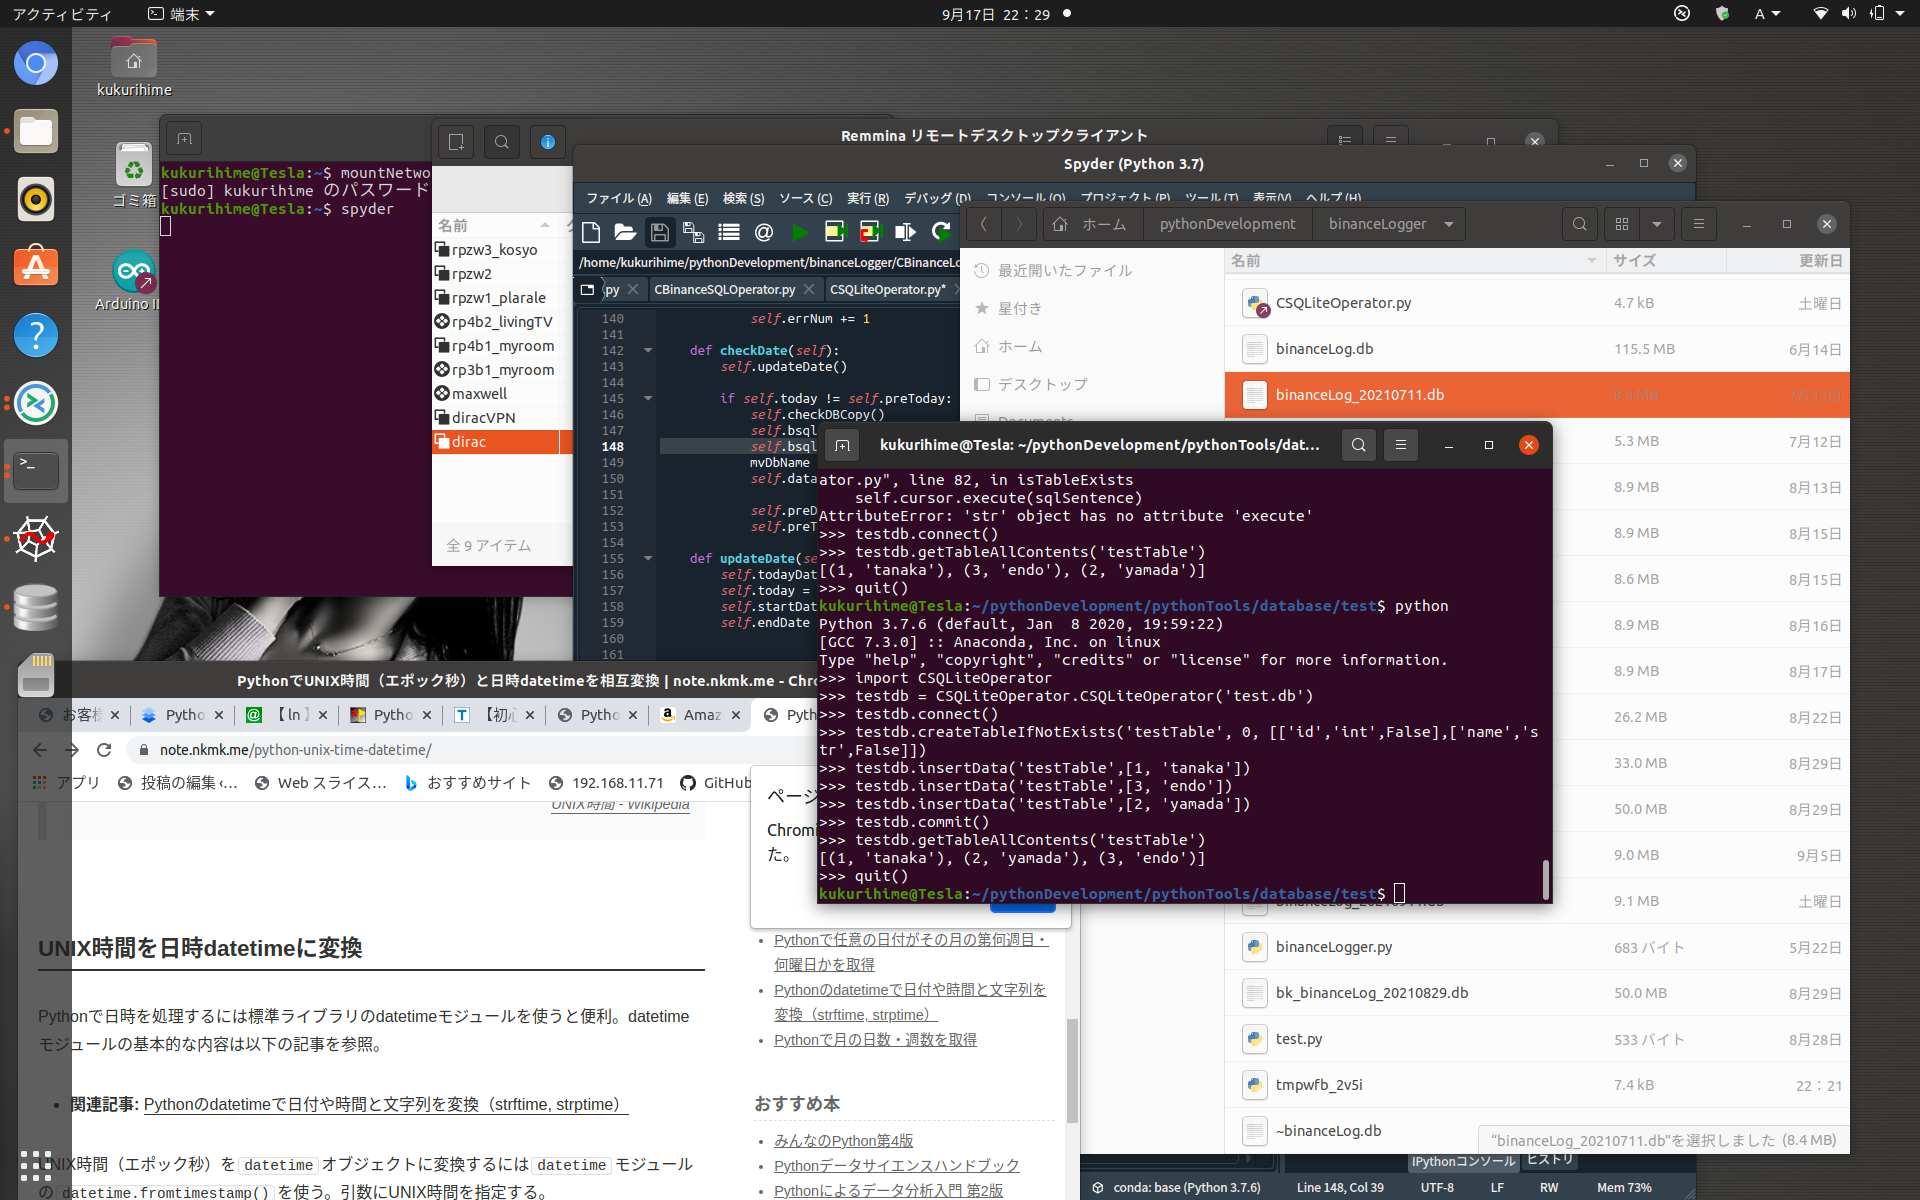 アクティビティ
端末
9月17日 22：29
A
kukurihime
ゴミ箱
Arduino I
kukurihime@Tesla:~$ mountNetwo
[sudo] kukurihime のパスワード
kukurihime@Tesla:~$ spyder
Remmina リモートデスクトップクライアント
名前
rpzw3_kosyo
rpzw2
rpzw1_plarale
rp4b2_livingTV
rp4b1_myroom
rp3b1_myroom
maxwell
diracVPN
dirac
全 9 アイテム
Spyder (Python 3.7)
ファイル (A) 編集 (E) 検索 (S) ソース (C) 実行 (R) デバッグ (D) コンソール (O) プロジェクト (P) ツール (T) 表示(V) ヘルプ (H)
/home/kukurihime/pythonDevelopment/binanceLogger/CBinanceLo
.py
CBinanceSQLOperator.py
CSQLiteOperator.py*
140 self.errNum += 1
141
142 def checkDate(self):
143 self.updateDate()
144
145 if self.today != self.preToday:
146 self.checkDBCopy()
147 self.bsql
148 self.bsql
149 mvDbName
150 self.data
151
152 self.preD
153 self.preT
154
155 def updateDate(se
156 self.todayDat
157 self.today =
158 self.startDat
159 self.endDate
160
161
ホーム pythonDevelopment binanceLogger
最近開いたファイル
星付き
ホーム
デスクトップ
Documents
名前 サイズ 更新日
CSQLiteOperator.py 4.7 kB 土曜日
binanceLog.db 115.5 MB 6月14日
binanceLog_20210711.db 8.4 MB 7月12日
5.3 MB 7月12日
8.9 MB 8月13日
8.9 MB 8月15日
8.6 MB 8月15日
8.9 MB 8月16日
8.9 MB 8月17日
26.2 MB 8月22日
33.0 MB 8月29日
50.0 MB 8月29日
9.0 MB 9月5日
9.1 MB 土曜日
binanceLogger.py 683 バイト 5月22日
bk_binanceLog_20210829.db 50.0 MB 8月29日
test.py 533 バイト 8月28日
tmpwfb_2v5i 7.4 kB 22：21
~binanceLog.db
“binanceLog_20210711.db”を選択しました (8.4 MB)
kukurihime@Tesla: ~/pythonDevelopment/pythonTools/dat...
ator.py", line 82, in isTableExists
self.cursor.execute(sqlSentence)
AttributeError: 'str' object has no attribute 'execute'
>>> testdb.connect()
>>> testdb.getTableAllContents('testTable')
[(1, 'tanaka'), (3, 'endo'), (2, 'yamada')]
>>> quit()
kukurihime@Tesla:~/pythonDevelopment/pythonTools/database/test$ python
Python 3.7.6 (default, Jan  8 2020, 19:59:22)
[GCC 7.3.0] :: Anaconda, Inc. on linux
Type "help", "copyright", "credits" or "license" for more information.
>>> import CSQLiteOperator
>>> testdb = CSQLiteOperator.CSQLiteOperator('test.db')
>>> testdb.connect()
>>> testdb.createTableIfNotExists('testTable', 0, [['id','int',False],['name','s
tr',False]])
>>> testdb.insertData('testTable',[1, 'tanaka'])
>>> testdb.insertData('testTable',[3, 'endo'])
>>> testdb.insertData('testTable',[2, 'yamada'])
>>> testdb.commit()
>>> testdb.getTableAllContents('testTable')
[(1, 'tanaka'), (2, 'yamada'), (3, 'endo')]
>>> quit()
kukurihime@Tesla:~/pythonDevelopment/pythonTools/database/test$
PythonでUNIX時間（エポック秒）と日時datetimeを相互変換 | note.nkmk.me - Chro
お客様 Pytho 【 ln 】 Pytho 【初心 Pytho Amaz Pyth
note.nkmk.me/python-unix-time-datetime/
アプリ 投稿の編集 ‹… Web スライス… おすすめサイト 192.168.11.71 GitHub
UNIX時間 - Wikipedia
ページ
Chromi
た。
UNIX時間を日時datetimeに変換
Pythonで日時を処理するには標準ライブラリのdatetimeモジュールを使うと便利。datetime
モジュールの基本的な内容は以下の記事を参照。
関連記事: Pythonのdatetimeで日付や時間と文字列を変換（strftime, strptime）
UNIX時間（エポック秒）を datetime オブジェクトに変換するには datetime モジュール
の datetime.fromtimestamp() を使う。引数にUNIX時間を指定する。
Pythonで任意の日付がその月の第何週目・
何曜日かを取得
Pythonのdatetimeで日付や時間と文字列を
変換（strftime, strptime）
Pythonで月の日数・週数を取得
おすすめ本
みんなのPython第4版
Pythonデータサイエンスハンドブック
Pythonによるデータ分析入門 第2版
IPythonコンソール ヒストリ
conda: base (Python 3.7.6) Line 148, Col 39 UTF-8 LF RW Mem 73%